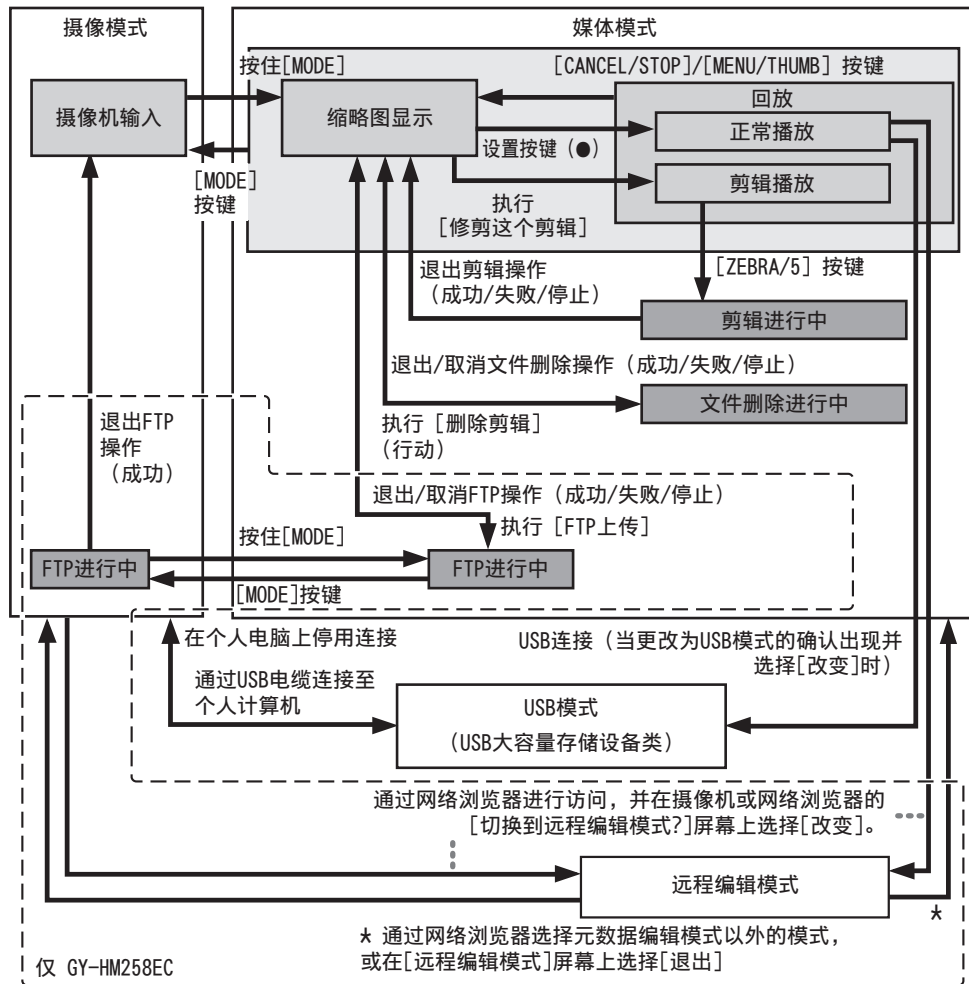 摄像模式
媒体模式
按住[MODE]
[CANCEL/STOP]/[MENU/THUMB] 按键
摄像机输入
缩略图显示
回放
正常播放
设置按键（●）
剪辑播放
[MODE]
按键
执行
[修剪这个剪辑]
[ZEBRA/5] 按键
退出剪辑操作
（成功/失败/停止）
剪辑进行中
退出/取消文件删除操作（成功/失败/停止）
文件删除进行中
执行 [删除剪辑]
（行动）
退出FTP
操作
（成功）
退出/取消FTP操作（成功/失败/停止）
执行 [FTP上传]
按住[MODE]
FTP进行中
FTP进行中
[MODE]按键
在个人电脑上停用连接
USB连接（当更改为USB模式的确认出现并
选择[改变]时）
通过USB电缆连接至
个人计算机
USB模式
（USB大容量存储设备类）
通过网络浏览器进行访问，并在摄像机或网络浏览器的
[切换到远程编辑模式?]屏幕上选择[改变]。
远程编辑模式
*
* 通过网络浏览器选择元数据编辑模式以外的模式，
或在[远程编辑模式]屏幕上选择[退出]
仅 GY-HM258EC